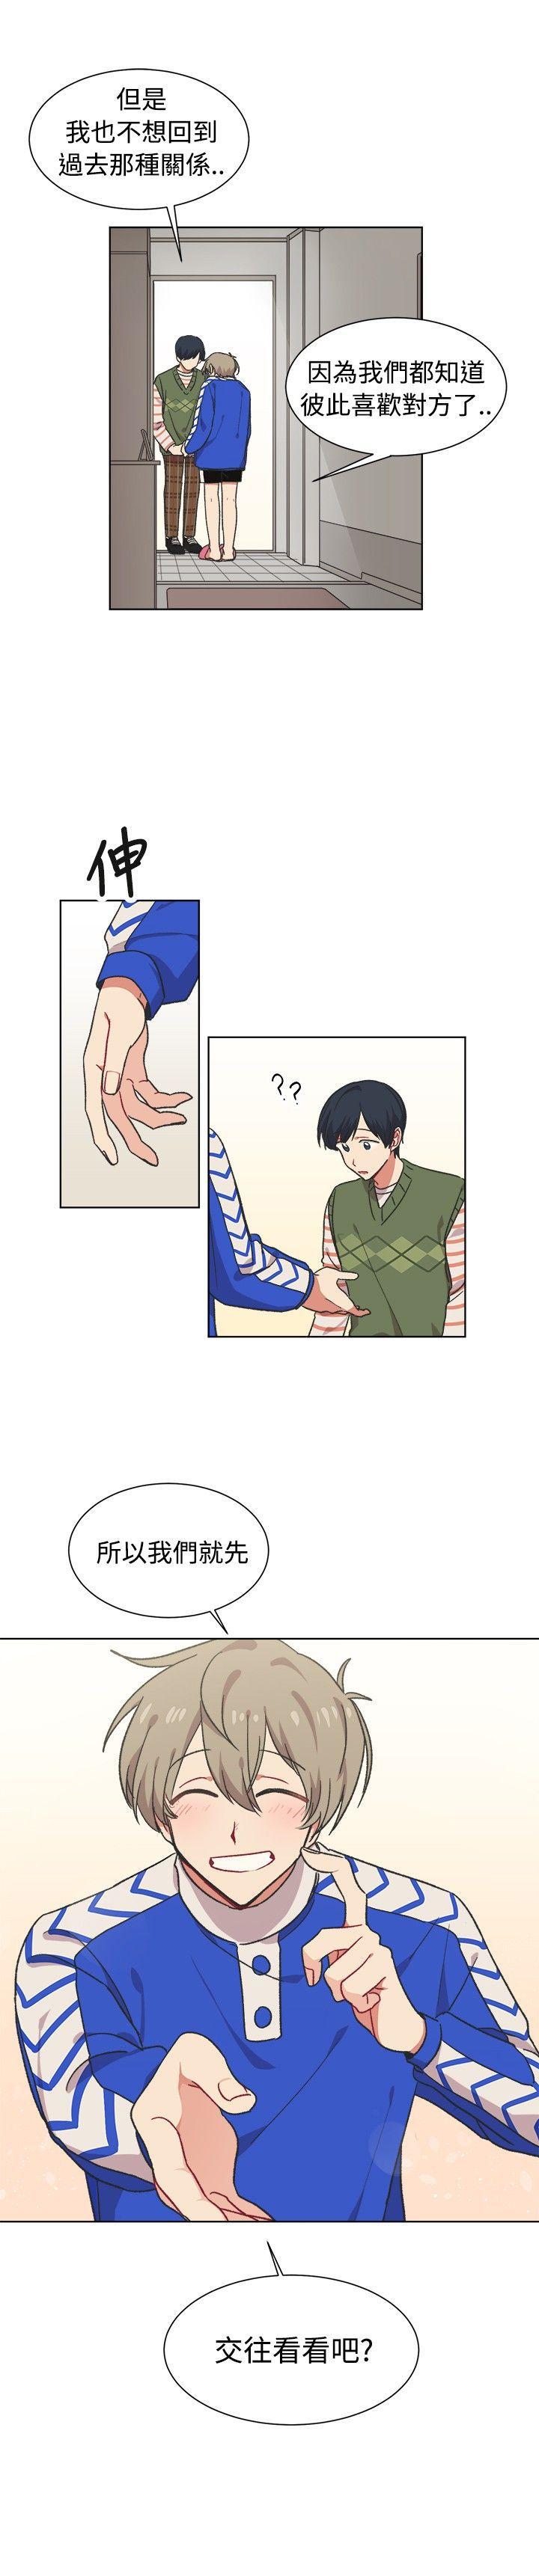 但是
我也不想回到
過去那種關係..
因為我們都知道
彼此喜歡對方了..
伸
??
所以我們就先
交往看看吧?